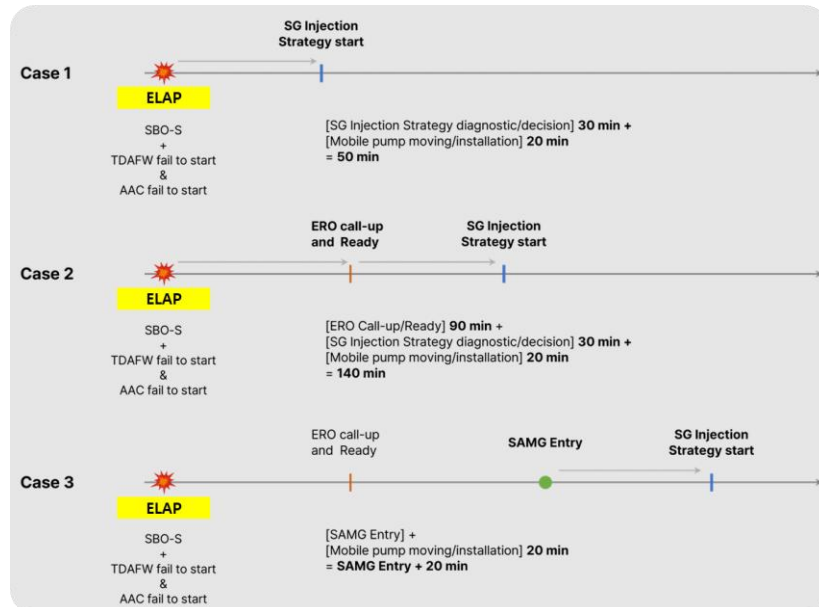 SG Injection
Strategy start
Case 1
ELAP
SBO-S
+
TDAFW fail to start
&
AAC fail to start
[SG Injection Strategy diagnostic/decision] 30 min +
[Mobile pump moving/installation] 20 min
= 50 min
ERO call-up
and Ready
SG Injection
Strategy start
Case 2
ELAP
SBO-S
+
TDAFW fail to start
&
AAC fail to start
[ERO Call-up/Ready] 90 min +
[SG Injection Strategy diagnostic/decision] 30 min +
[Mobile pump moving/installation] 20 min
= 140 min
ERO call-up
and Ready
SAMG Entry
SG Injection
Strategy start
Case 3
ELAP
SBO-S
+
TDAFW fail to start
&
AAC fail to start
[SAMG Entry] +
[Mobile pump moving/installation] 20 min
= SAMG Entry + 20 min